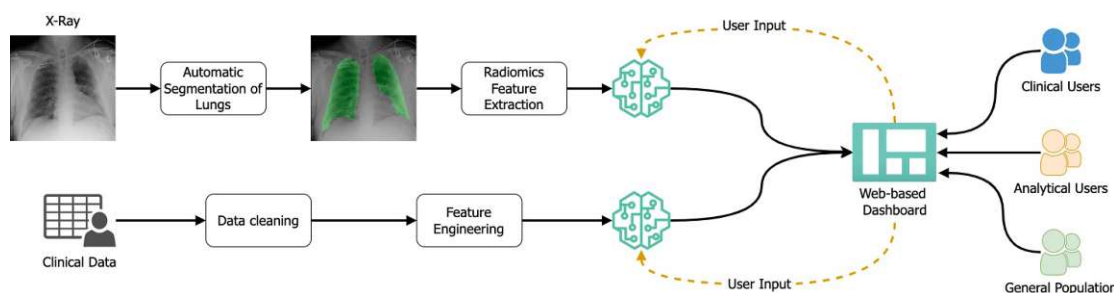 X-Ray
User Input
Automatic
Segmentation of
Lungs
Radiomics
Feature
Extraction
Clinical Users
Analytical Users
Web-based
Dashboard
Data cleaning
Feature
Engineering
Clinical Data
User Input
General Population